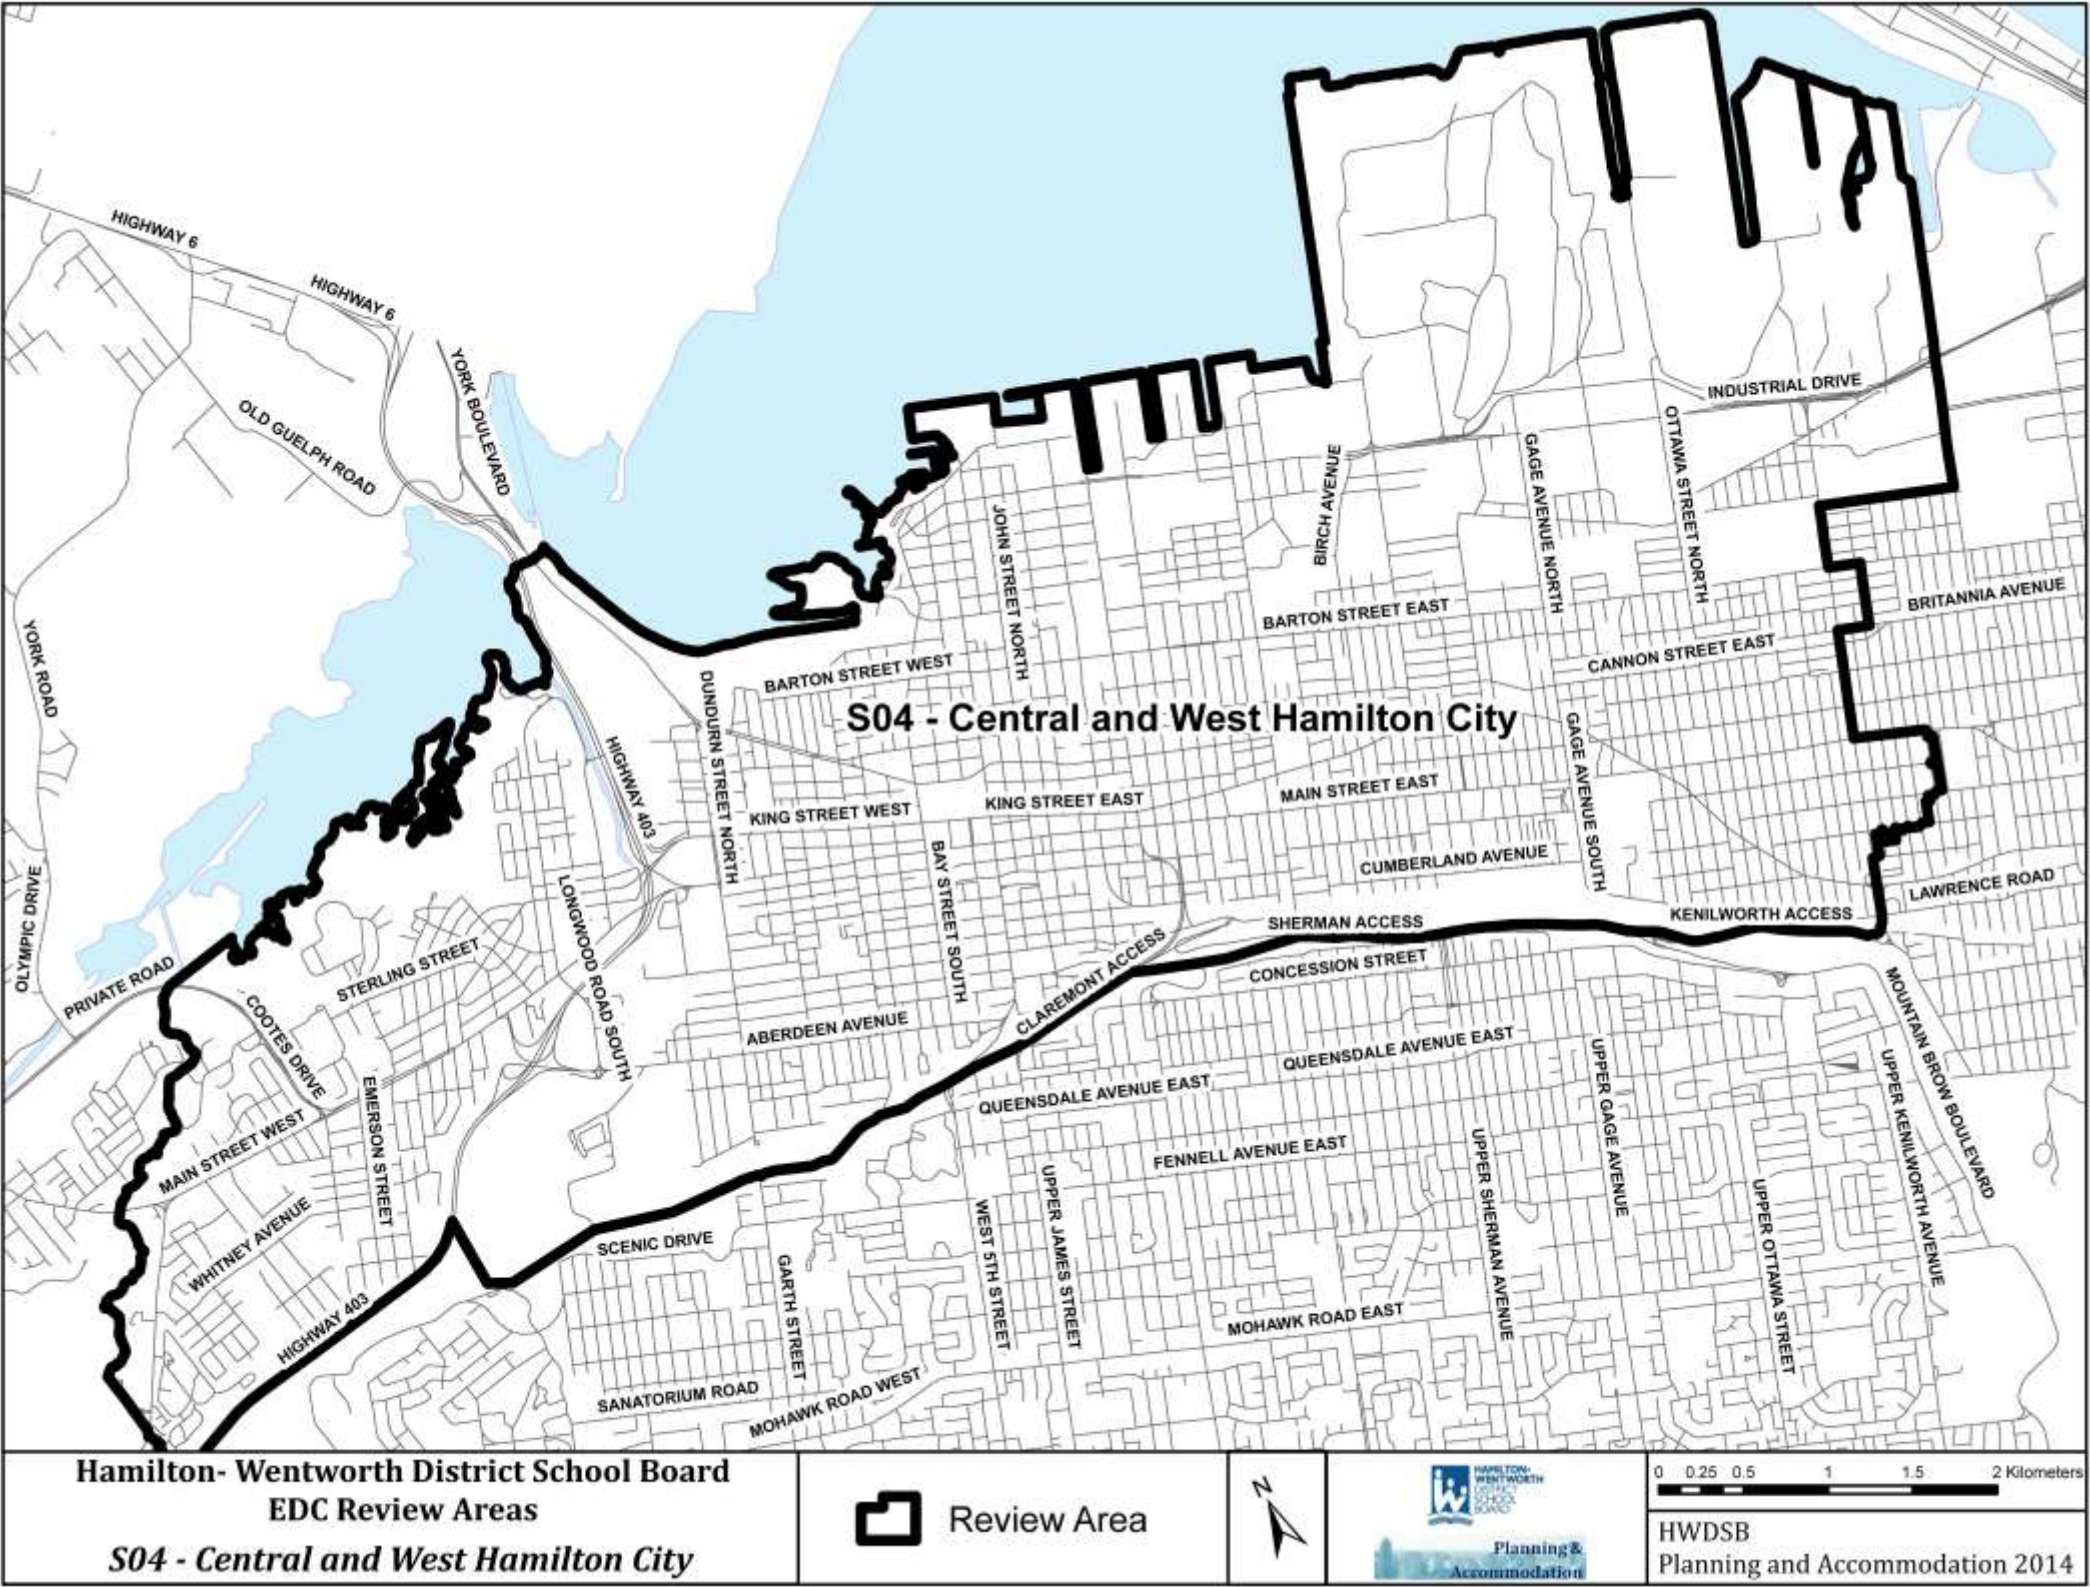 HIGHWAY 6
HIGHWAY 6
YORK BOULEVARD
OLD GUELPH ROAD
INDUSTRIAL DRIVE
OTTAWA STREET NORTH
GAGE AVENUE NORTH
BIRCH AVENUE
JOHN STREET NORTH
BRITANNIA AVENUE
BARTON STREET EAST
YORK ROAD
CANNON STREET EAST
BARTON STREET WEST
DUNDURN STREET NORTH
S04 - Central and West Hamilton City
GAGE AVENUE SOUTH
HIGHWAY 403
MAIN STREET EAST
KING STREET EAST
KING STREET WEST
BAY STREET SOUTH
CUMBERLAND AVENUE
LONGWOOD ROAD SOUTH
OLYMPIC DRIVE
LAWRENCE ROAD
KENILWORTH ACCESS
SHERMAN ACCESS
CLAREMONT ACCESS
STERLING STREET
PRIVATE ROAD
CONCESSION STREET
COOTES DRIVE
MOUNTAIN BROW BOULEVARD
ABERDEEN AVENUE
QUEENSDALE AVENUE EAST
QUEENSDALE AVENUE EAST
UPPER GAGE AVENUE
UPPER KENILWORTH AVENUE
EMERSON STREET
MAIN STREET WEST
FENNELL AVENUE EAST
UPPER SHERMAN AVENUE
UPPER JAMES STREET
UPPER OTTAWA STREET
WEST 5TH STREET
WHITNEY AVENUE
SCENIC DRIVE
GARTH STREET
HIGHWAY 403
MOHAWK ROAD EAST
SANATORIUM ROAD
MOHAWK ROAD WEST
Hamilton- Wentworth District School Board
EDC Review Areas
S04 - Central and West Hamilton City
Review Area
N
HAMILTON-
WENTWORTH
DISTRICT
SCHOOL
BOARD
Planning &
Accommodation
0 0.25 0.5 1 1.5 2 Kilometers
HWDSB
Planning and Accommodation 2014